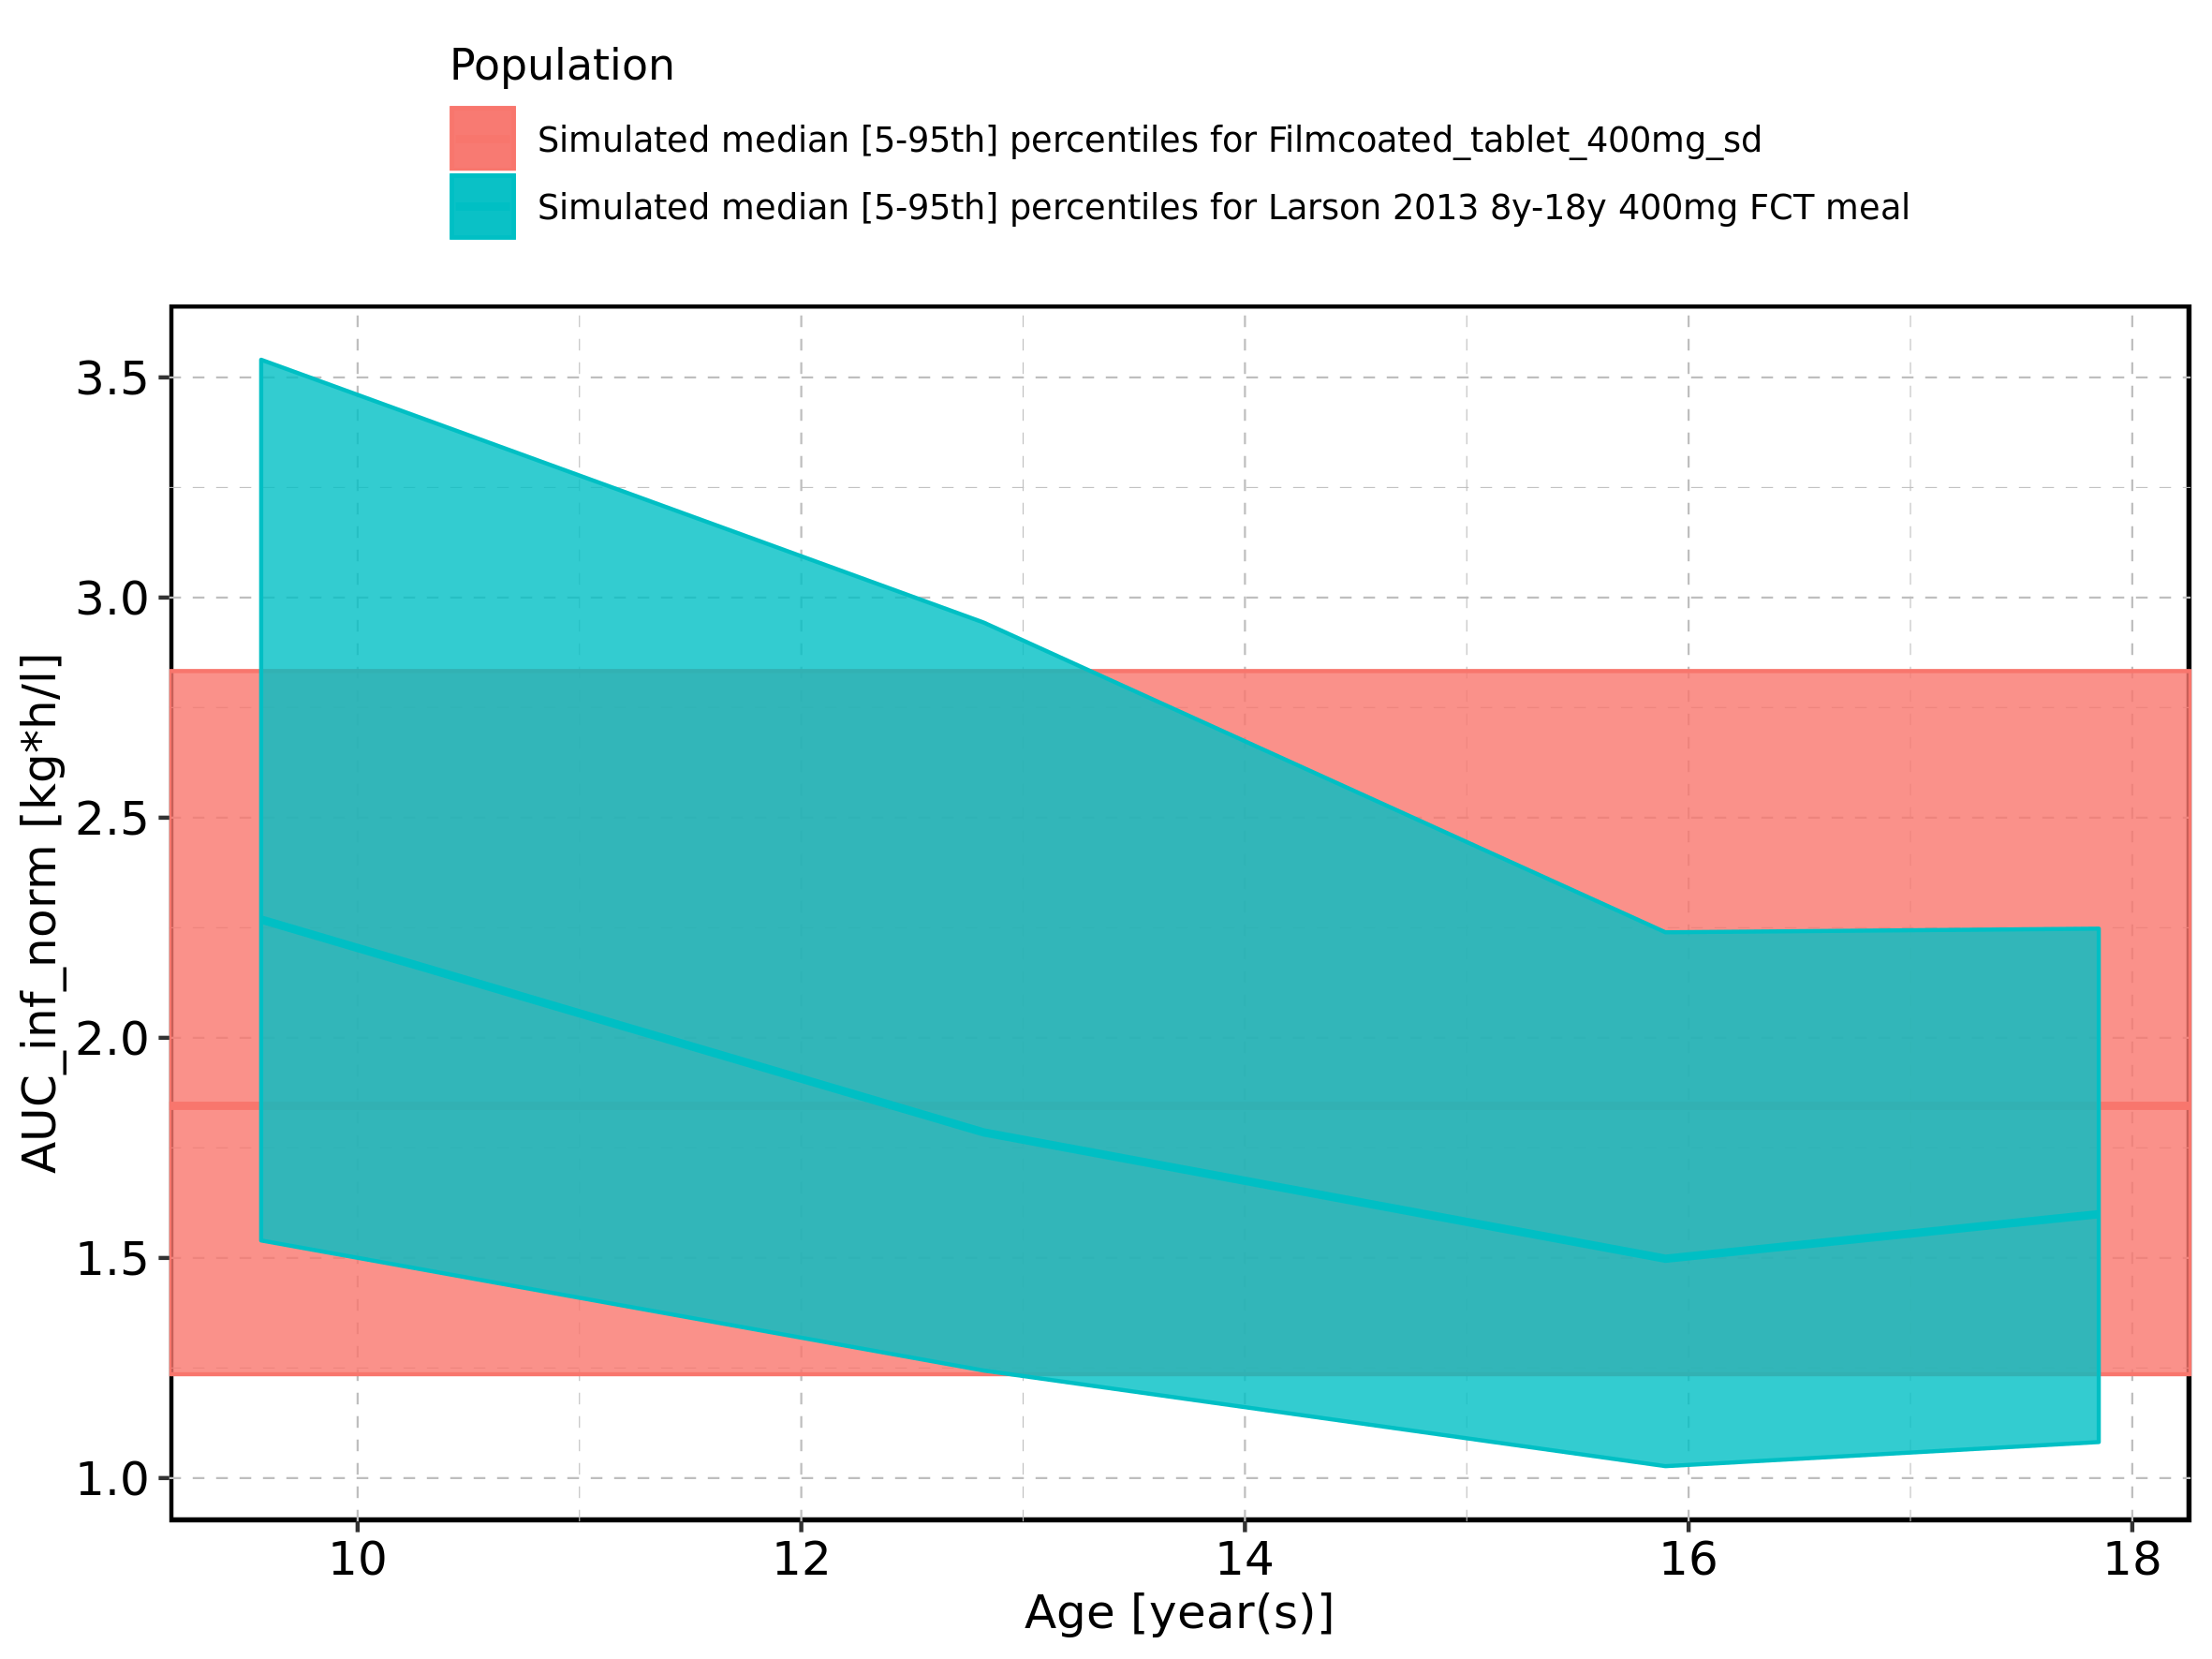 Population
Simulated median [5-95th] percentiles for Filmcoated_tablet_400mg_sd
Simulated median [5-95th] percentiles for Larson 2013 8y-18y 400mg FCT meal
AUC_inf_norm [kg*h/l]
3.5
3.0
2.5
2.0
1.5
1.0
10 12 14 16 18
Age [year(s)]